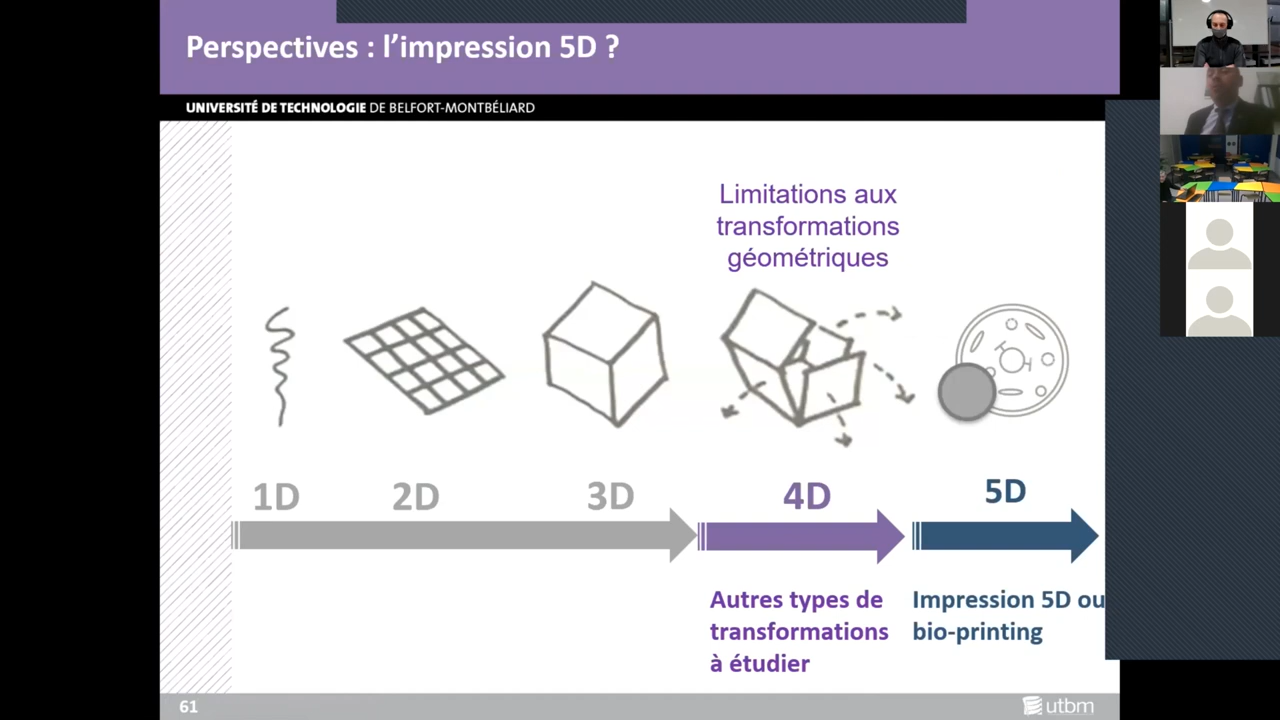 Perspectives : l’impression 5D ?
UNIVERSITÉ DE TECHNOLOGIE DE BELFORT-MONTBÉLIARD
Limitations aux
transformations
géométriques
1D
2D
3D
4D
5D
Autres types de
transformations
à étudier
Impression 5D ou
bio-printing
61
utbm